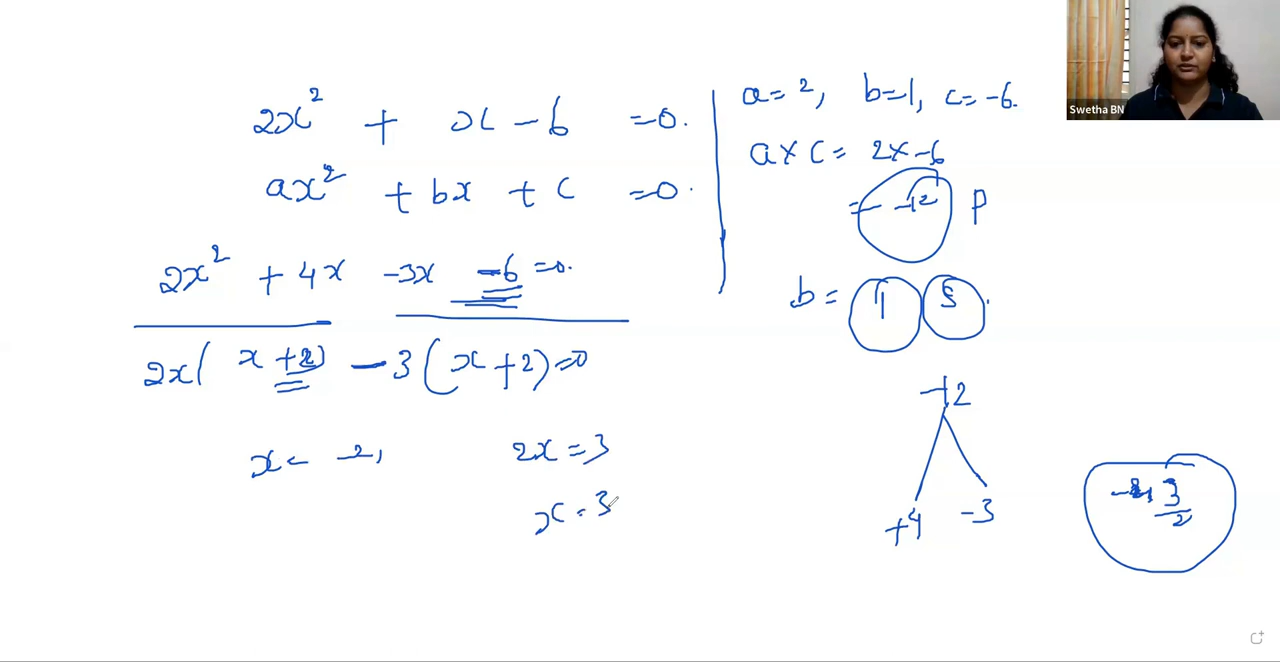 2x² + x - 6 = 0.
ax² + bx + c = 0.
2x² + 4x - 3x - 6 = 0.
2x( x + 2) - 3 (x + 2) = 0
x = -2,
2x = 3
x = 3
a = 2, b = 1, c = -6.
a x c = 2x -6
= -12 P
b = 1 S.
-12
+4 -3
3/2
Swetha BN